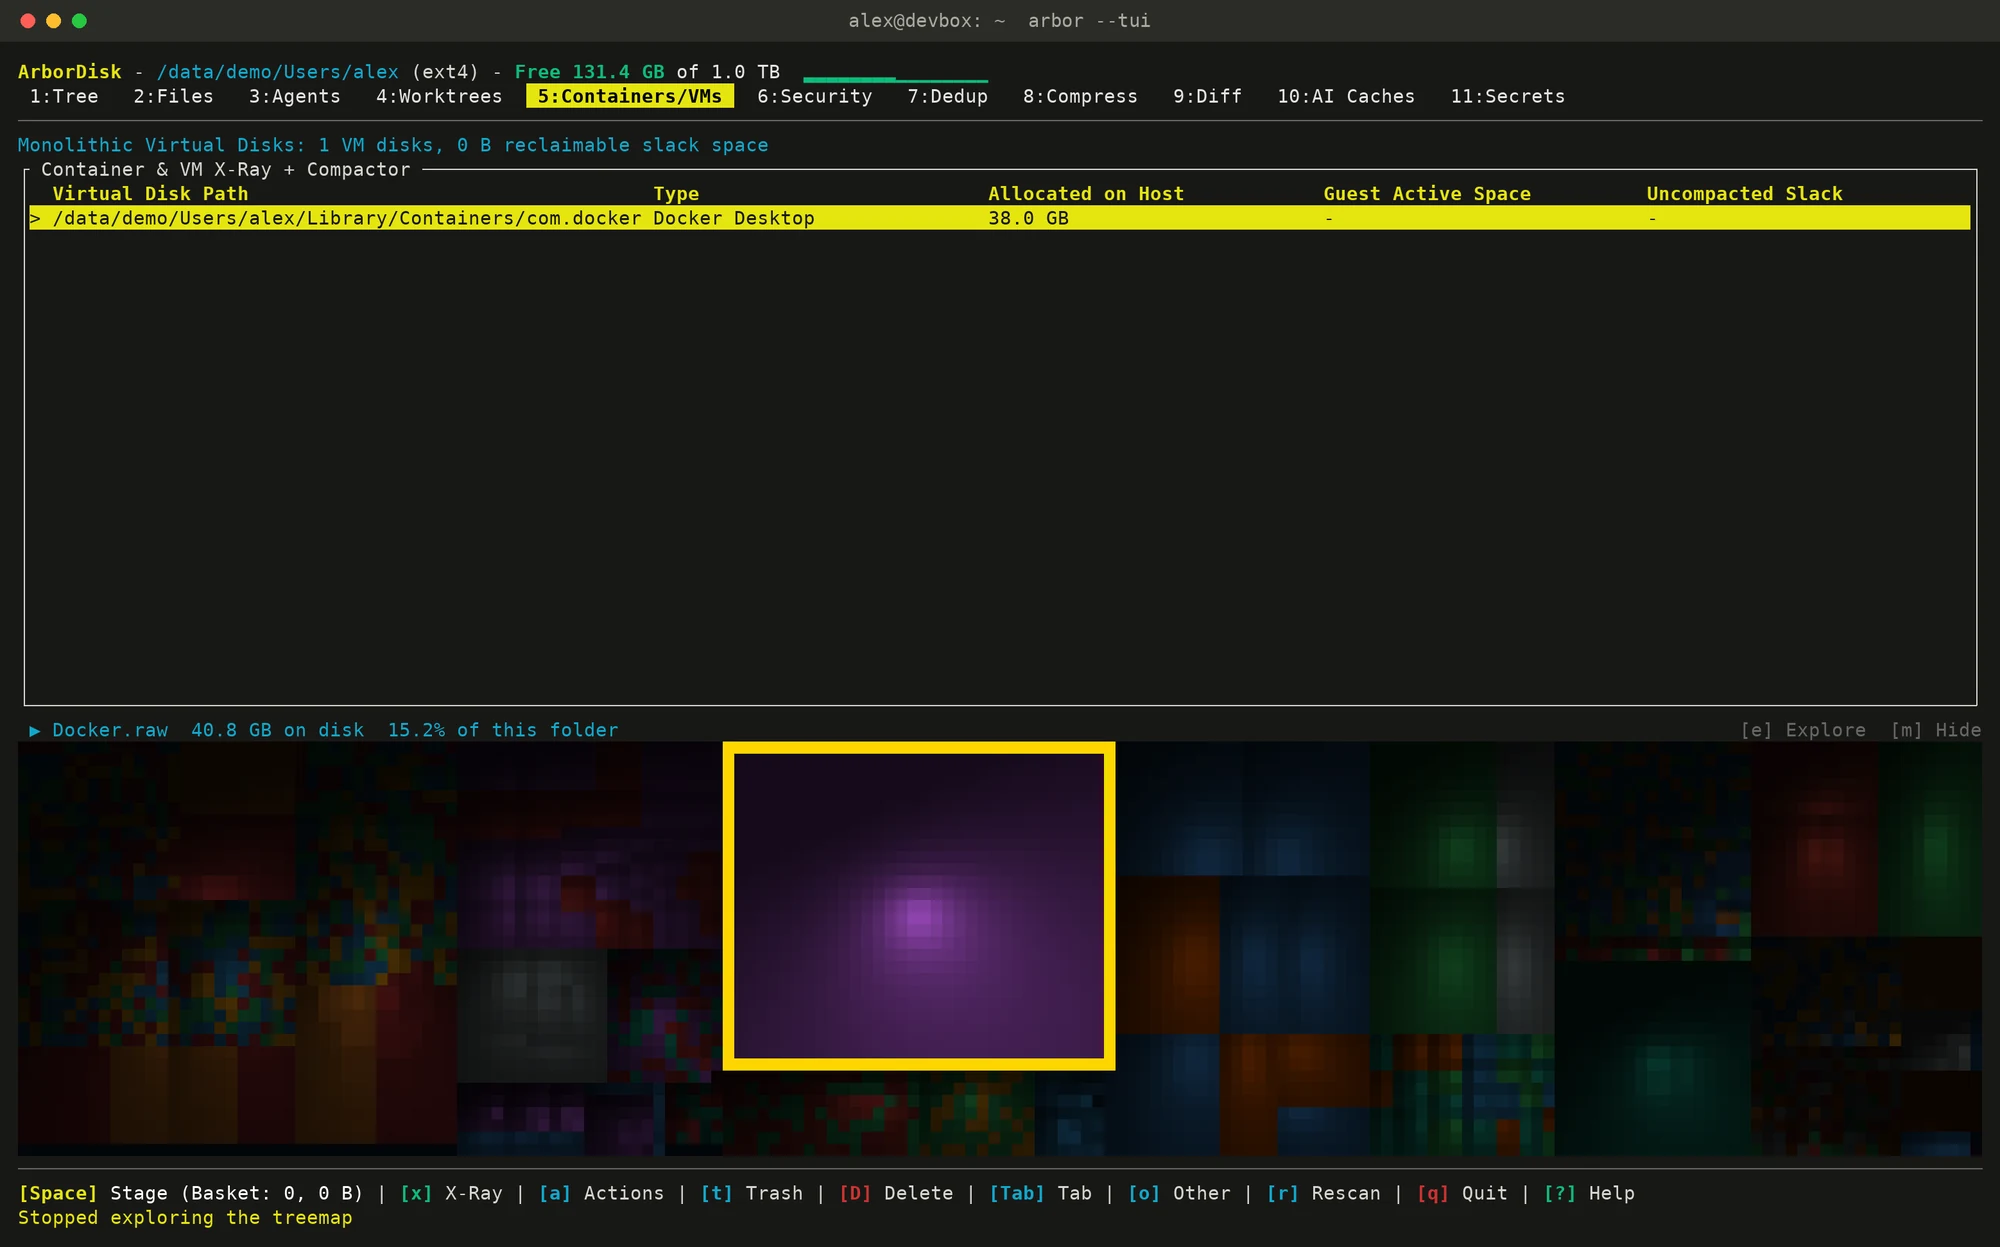 alex@devbox: ~  arbor --tui
ArborDisk - /data/demo/Users/alex (ext4) - Free 131.4 GB of 1.0 TB
1:Tree   2:Files   3:Agents   4:Worktrees   5:Containers/VMs   6:Security   7:Dedup   8:Compress   9:Diff   10:AI Caches   11:Secrets
Monolithic Virtual Disks: 1 VM disks, 0 B reclaimable slack space
Container & VM X-Ray + Compactor
Virtual Disk Path   Type   Allocated on Host   Guest Active Space   Uncompacted Slack
> /data/demo/Users/alex/Library/Containers/com.docker Docker Desktop   38.0 GB   -   -
▶ Docker.raw  40.8 GB on disk  15.2% of this folder   [e] Explore  [m] Hide
[Space] Stage (Basket: 0, 0 B) | [x] X-Ray | [a] Actions | [t] Trash | [D] Delete | [Tab] Tab | [o] Other | [r] Rescan | [q] Quit | [?] Help
Stopped exploring the treemap